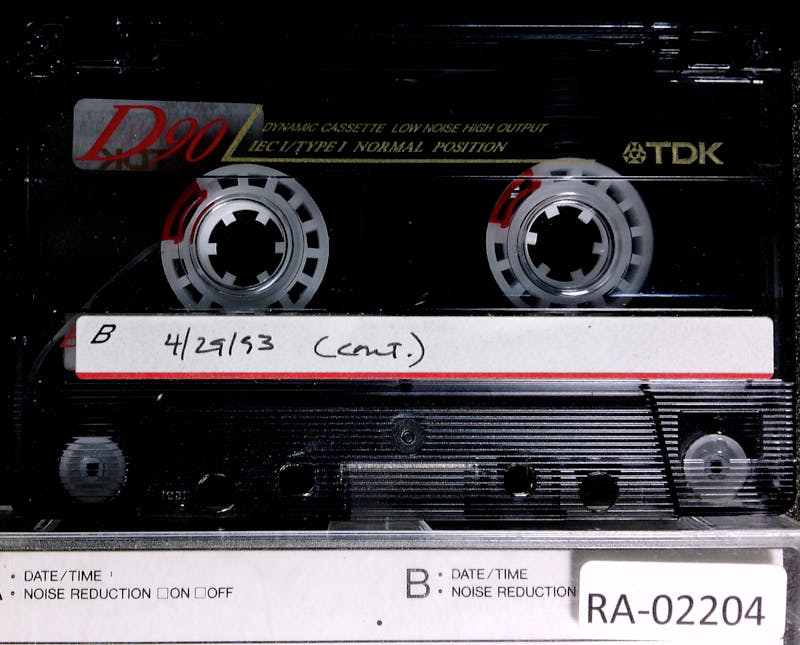 D90
DYNAMIC CASSETTE LOW NOISE HIGH OUTPUT
IEC I/TYPE I NORMAL POSITION
TDK
B 4/29/93 (cont.)
• DATE/TIME
• NOISE REDUCTION □ON □OFF
B • DATE/TIME
• NOISE REDUCTION
RA-02204